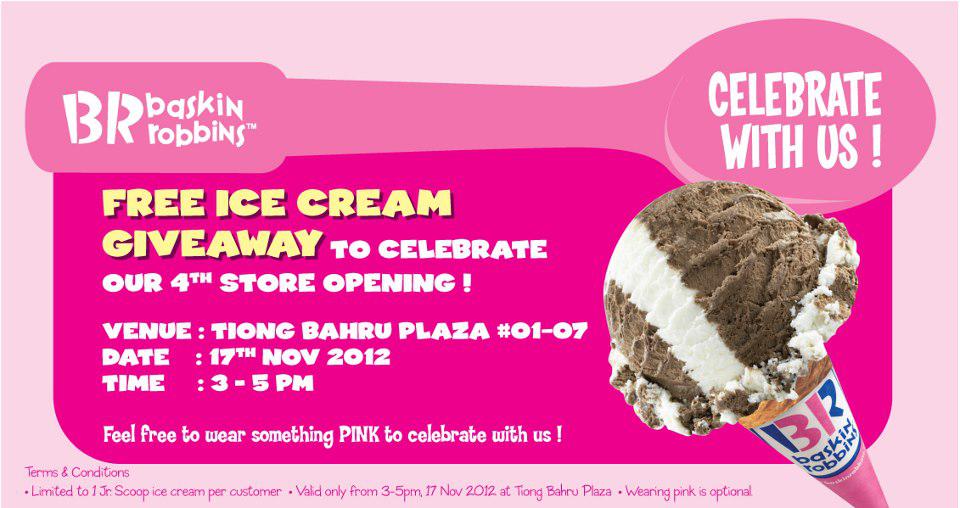 BR baskin
robbins™
CELEBRATE
WITH US !
FREE ICE CREAM
GIVEAWAY TO CELEBRATE
OUR 4TH STORE OPENING !
VENUE : TIONG BAHRU PLAZA #01-07
DATE : 17TH NOV 2012
TIME : 3 - 5 PM
Feel free to wear something PINK to celebrate with us !
BR
baskin
robbins
Terms & Conditions
• Limited to 1 Jr. Scoop ice cream per customer • Valid only from 3-5pm, 17 Nov 2012 at Tiong Bahru Plaza • Wearing pink is optional.